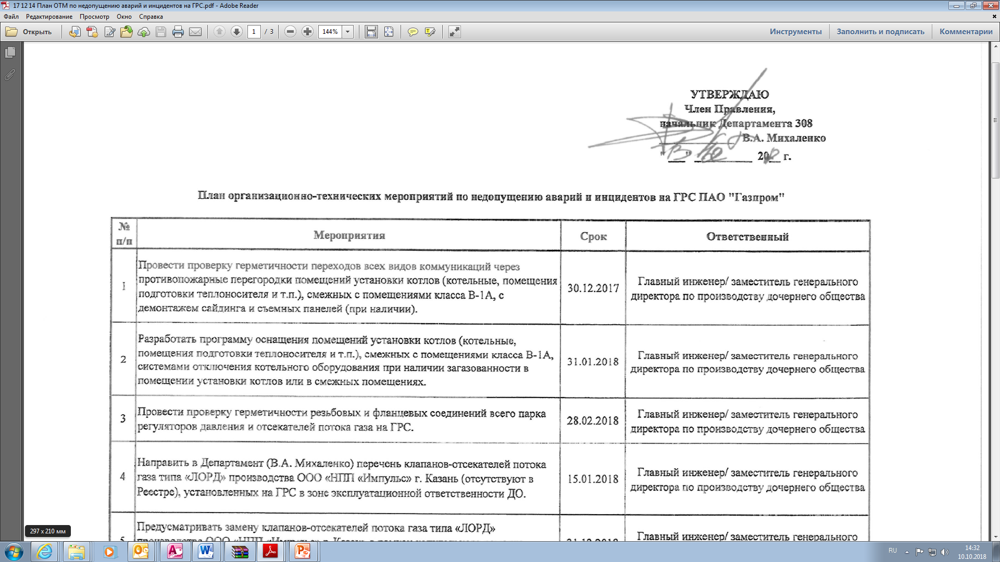 17 12 14 План ОТМ по недопущению аварий и инцидентов на ГРС.pdf - Adobe Reader
Файл Редактирование Просмотр Окно Справка
Открыть 1 / 3 144% Инструменты Заполнить и подписать Комментарии
УТВЕРЖДАЮ
Член Правления,
начальник Департамента 308
В.А. Михаленко
" " 20 г.
План организационно-технических мероприятий по недопущению аварий и инцидентов на ГРС ПАО "Газпром"
№ п/п Мероприятия Срок Ответственный
1
Провести проверку герметичности переходов всех видов коммуникаций через
противопожарные перегородки помещений установки котлов (котельные, помещения
подготовки теплоносителя и т.п.), смежных с помещениями класса В-1А, с
демонтажем сайдинга и съемных панелей (при наличии).
30.12.2017
Главный инженер/ заместитель генерального
директора по производству дочернего общества
2
Разработать программу оснащения помещений установки котлов (котельные,
помещения подготовки теплоносителя и т.п.), смежных с помещениями класса В-1А,
системами отключения котельного оборудования при наличии загазованности в
помещении установки котлов или в смежных помещениях.
31.01.2018
Главный инженер/ заместитель генерального
директора по производству дочернего общества
3
Провести проверку герметичности резьбовых и фланцевых соединений всего парка
регуляторов давления и отсекателей потока газа на ГРС.
28.02.2018
Главный инженер/ заместитель генерального
директора по производству дочернего общества
4
Направить в Департамент (В.А. Михаленко) перечень клапанов-отсекателей потока
газа типа «ЛОРД» производства ООО «НПП «Импульс» г. Казань (отсутствуют в
Реестре), установленных на ГРС в зоне эксплуатационной ответственности ДО.
15.01.2018
Главный инженер/ заместитель генерального
директора по производству дочернего общества
5
Предусматривать замену клапанов-отсекателей потока газа типа «ЛОРД»
Главный инженер/ заместитель генерального
297 x 210 мм
RU
14:32
10.10.2018